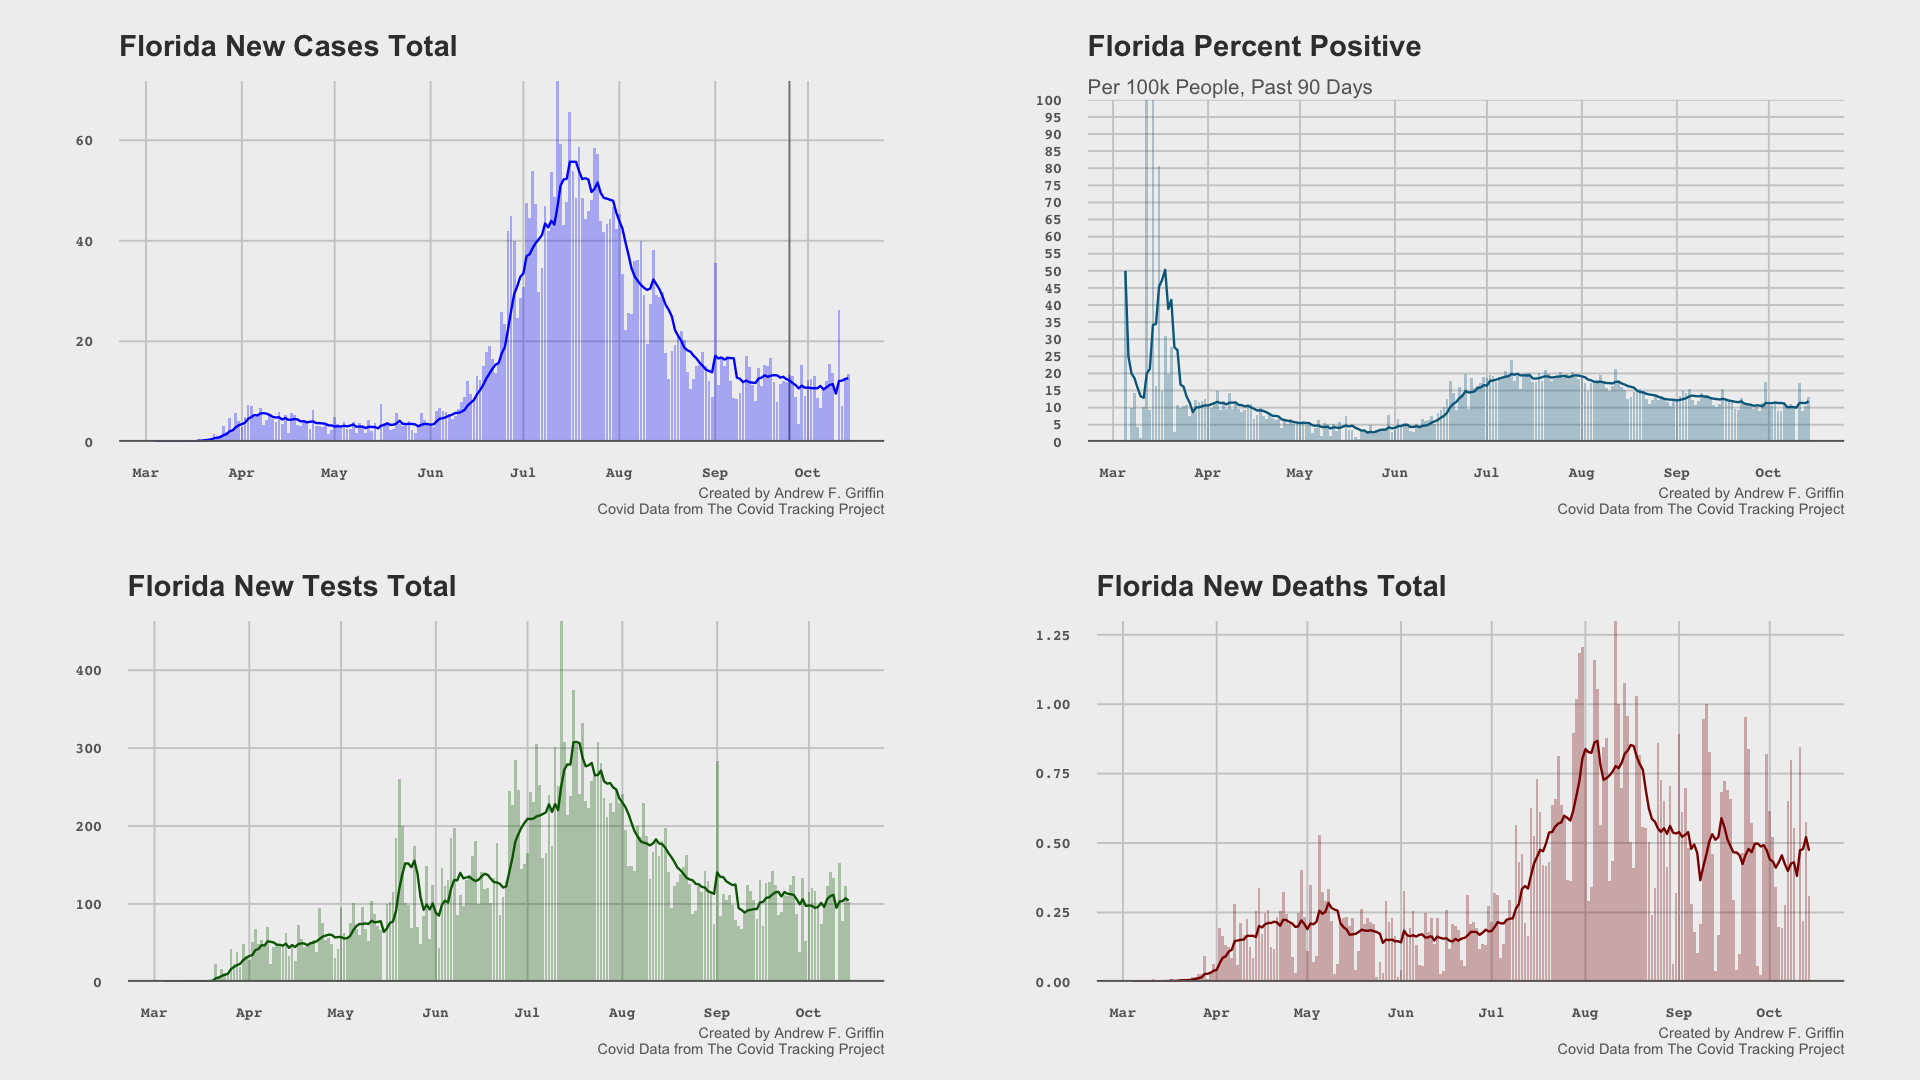 Florida New Cases Total
60
40
20
0
Mar Apr May Jun Jul Aug Sep Oct
Created by Andrew F. Griffin
Covid Data from The Covid Tracking Project
Florida Percent Positive
Per 100k People, Past 90 Days
100
95
90
85
80
75
70
65
60
55
50
45
40
35
30
25
20
15
10
5
0
Mar Apr May Jun Jul Aug Sep Oct
Created by Andrew F. Griffin
Covid Data from The Covid Tracking Project
Florida New Tests Total
400
300
200
100
0
Mar Apr May Jun Jul Aug Sep Oct
Created by Andrew F. Griffin
Covid Data from The Covid Tracking Project
Florida New Deaths Total
1.25
1.00
0.75
0.50
0.25
0.00
Mar Apr May Jun Jul Aug Sep Oct
Created by Andrew F. Griffin
Covid Data from The Covid Tracking Project